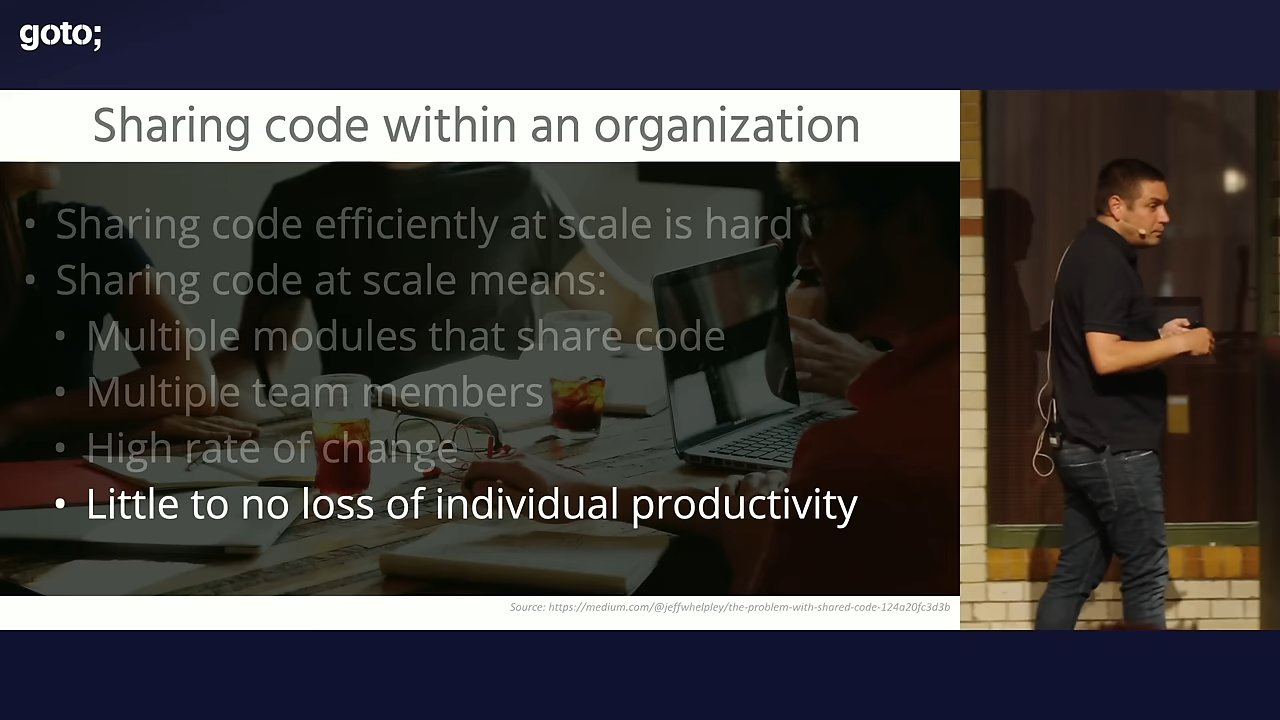 goto;
Sharing code within an organization
• Sharing code efficiently at scale is hard
• Sharing code at scale means:
• Multiple modules that share code
• Multiple team members
• High rate of change
• Little to no loss of individual productivity
Source: https://medium.com/@jeffwhelpley/the-problem-with-shared-code-124a20fc3d3b